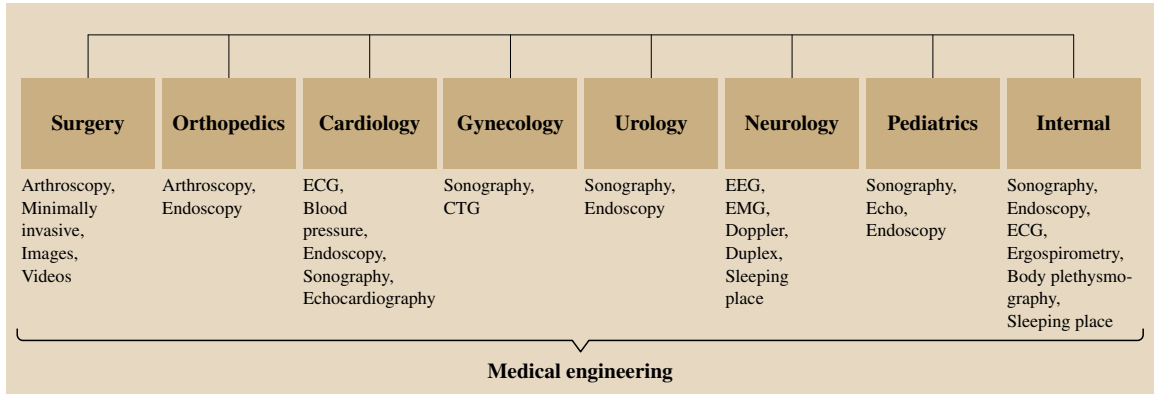 Surgery
Orthopedics
Cardiology
Gynecology
Urology
Neurology
Pediatrics
Internal
Arthroscopy,
Minimally
invasive,
Images,
Videos
Arthroscopy,
Endoscopy
ECG,
Blood
pressure,
Endoscopy,
Sonography,
Echocardiography
Sonography,
CTG
Sonography,
Endoscopy
EEG,
EMG,
Doppler,
Duplex,
Sleeping
place
Sonography,
Echo,
Endoscopy
Sonography,
Endoscopy,
ECG,
Ergospirometry,
Body plethysmo-
graphy,
Sleeping place
Medical engineering